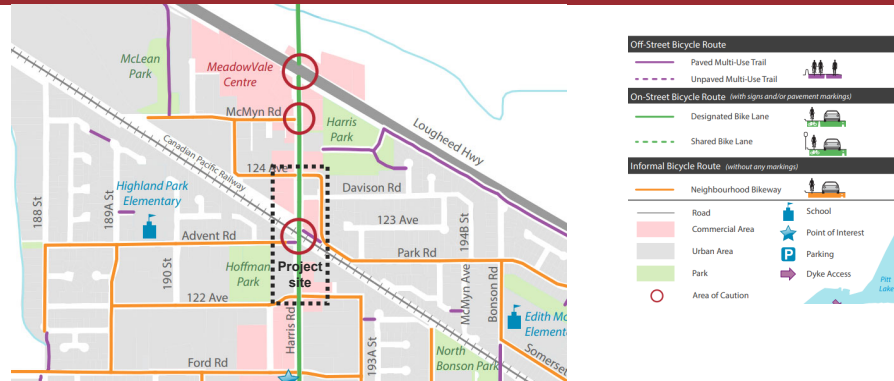 McLean
Park
MeadowVale
Centre
McMyn Rd
Harris
Park
Lougheed Hwy
Canadian Pacific Railway
124 Ave
Davison Rd
Highland Park
Elementary
188 St
189A St
123 Ave
194B St
Advent Rd
Park Rd
190 St
Hoffman
Park
Project
site
122 Ave
McMyn Ave
Bonson Rd
Harris Rd
193A St
Edith Mc
Element
Ford Rd
North
Bonson Park
Somerset
Off-Street Bicycle Route
Paved Multi-Use Trail
Unpaved Multi-Use Trail
On-Street Bicycle Route (with signs and/or pavement markings)
Designated Bike Lane
Shared Bike Lane
Informal Bicycle Route (without any markings)
Neighbourhood Bikeway
Road
School
Commercial Area
Point of Interest
Urban Area
P Parking
Park
Dyke Access
Area of Caution
Pitt
Lake